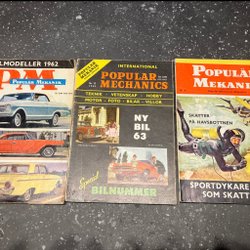 LMODELLER 1962
PM
POPULÄR MEKANIK
INTERNATIONAL
POPULAR
MECHANICS
TEKNIK - VETENSKAP - HOBBY
MOTOR - FOTO - BILAR - VILLOR
NY
BIL
63
Special
BILNUMMER
POPULÄR
MEKANIK
SKATTER
PÅ HAVSBOTTNEN
SPORTDYKARE
SOM SKATT